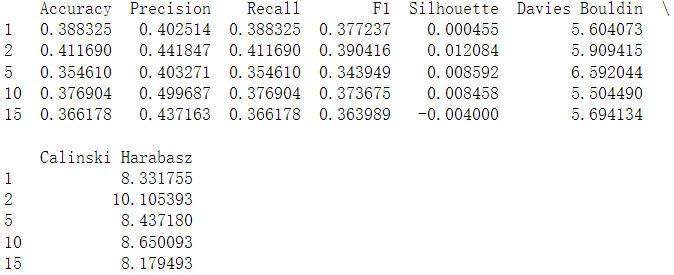 Accuracy Precision Recall F1 Silhouette Davies Bouldin \
1 0.388325 0.402514 0.388325 0.377237 0.000455 5.604073
2 0.411690 0.441847 0.411690 0.390416 0.012084 5.909415
5 0.354610 0.403271 0.354610 0.343949 0.008592 6.592044
10 0.376904 0.499687 0.376904 0.373675 0.008458 5.504490
15 0.366178 0.437163 0.366178 0.363989 -0.004000 5.694134
Calinski Harabasz
1 8.331755
2 10.105393
5 8.437180
10 8.650093
15 8.179493